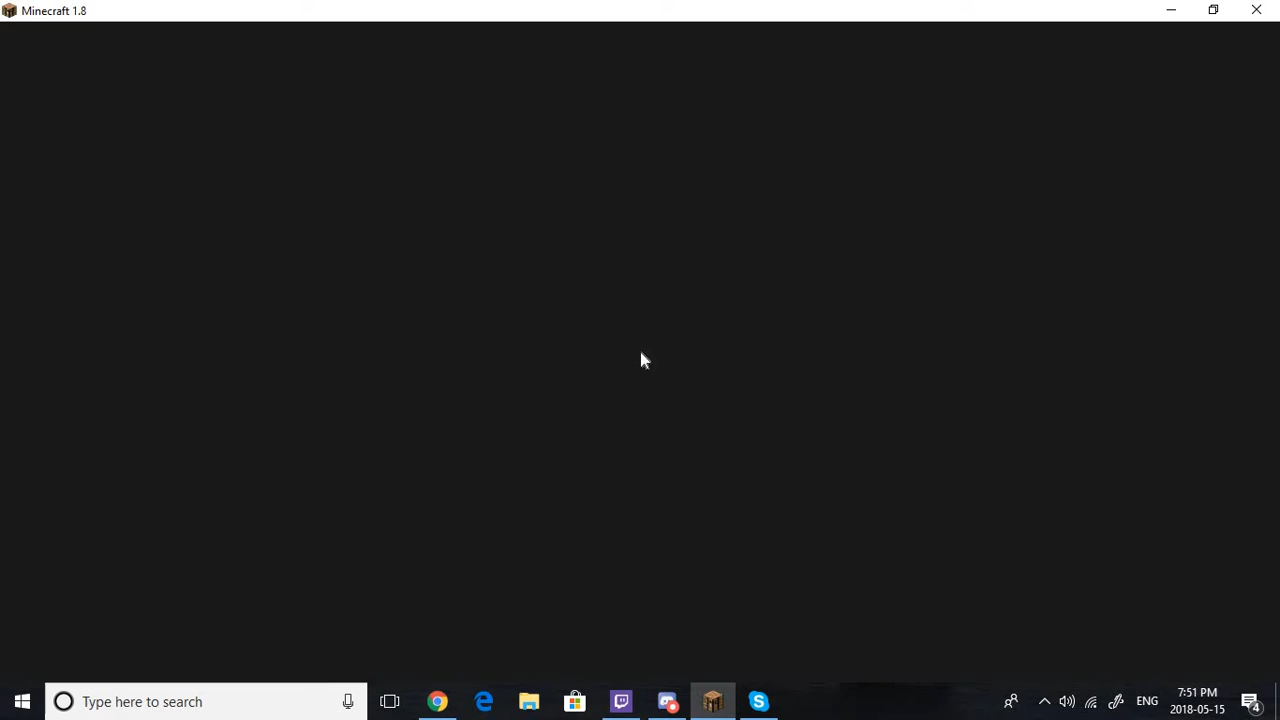 Minecraft 1.8
Type here to search
ENG
7:51 PM
2018-05-15
4